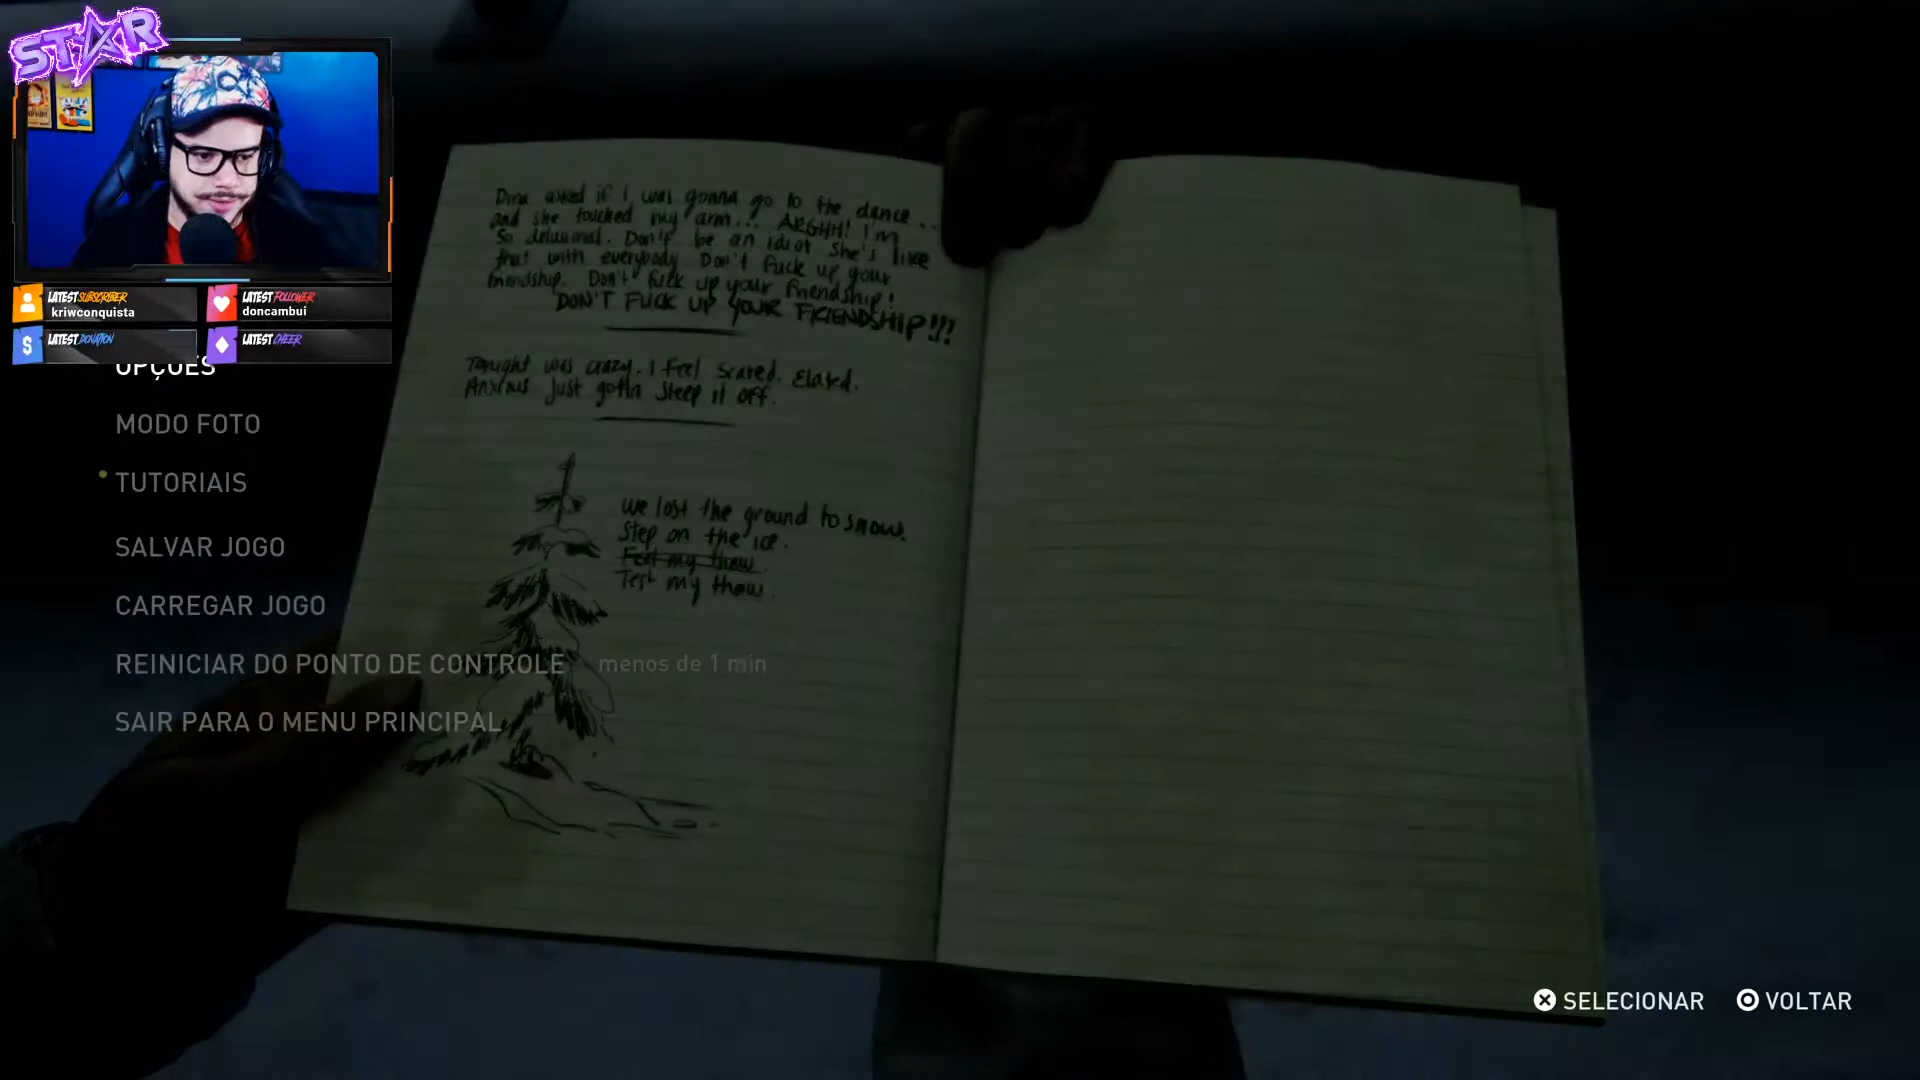 STAR
LATEST SUBSCRIBER
kriwconquista
LATEST FOLLOWER
doncambui
LATEST DONATION
LATEST CHEER
OPÇÕES
MODO FOTO
TUTORIAIS
SALVAR JOGO
CARREGAR JOGO
REINICIAR DO PONTO DE CONTROLE menos de 1 min
SAIR PARA O MENU PRINCIPAL
Dina asked if I was gonna go to the dance...
and she touched my arm... ARGHH! I'm
So delusional. Don't be an idiot she's like
that with everybody Don't fuck up your
friendship. Don't fuck up your friendship!
DON'T FUCK UP YOUR FRIENDSHIP!!!
Tonight was crazy. I feel scared. Elated.
Anxious just gotta sleep it off.
We lost the ground to snow.
Step on the ice.
Feel my thaw
Test my thaw
SELECIONAR VOLTAR